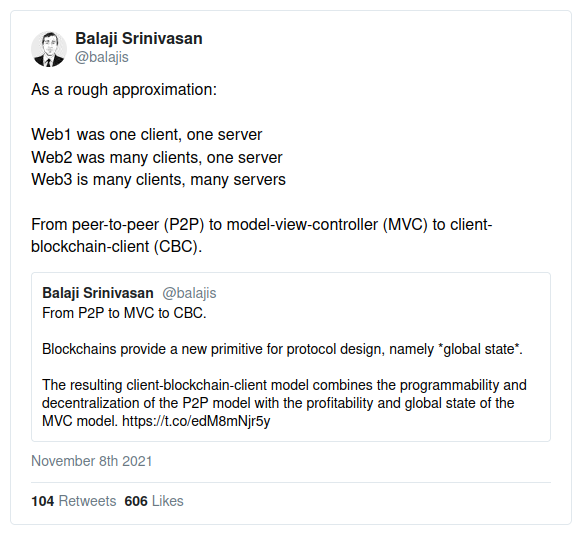 Balaji Srinivasan
@balajis
As a rough approximation:
Web1 was one client, one server
Web2 was many clients, one server
Web3 is many clients, many servers
From peer-to-peer (P2P) to model-view-controller (MVC) to client-
blockchain-client (CBC).
Balaji Srinivasan @balajis
From P2P to MVC to CBC.
Blockchains provide a new primitive for protocol design, namely *global state*.
The resulting client-blockchain-client model combines the programmability and
decentralization of the P2P model with the profitability and global state of the
MVC model. https://t.co/edM8mNjr5y
November 8th 2021
104 Retweets 606 Likes